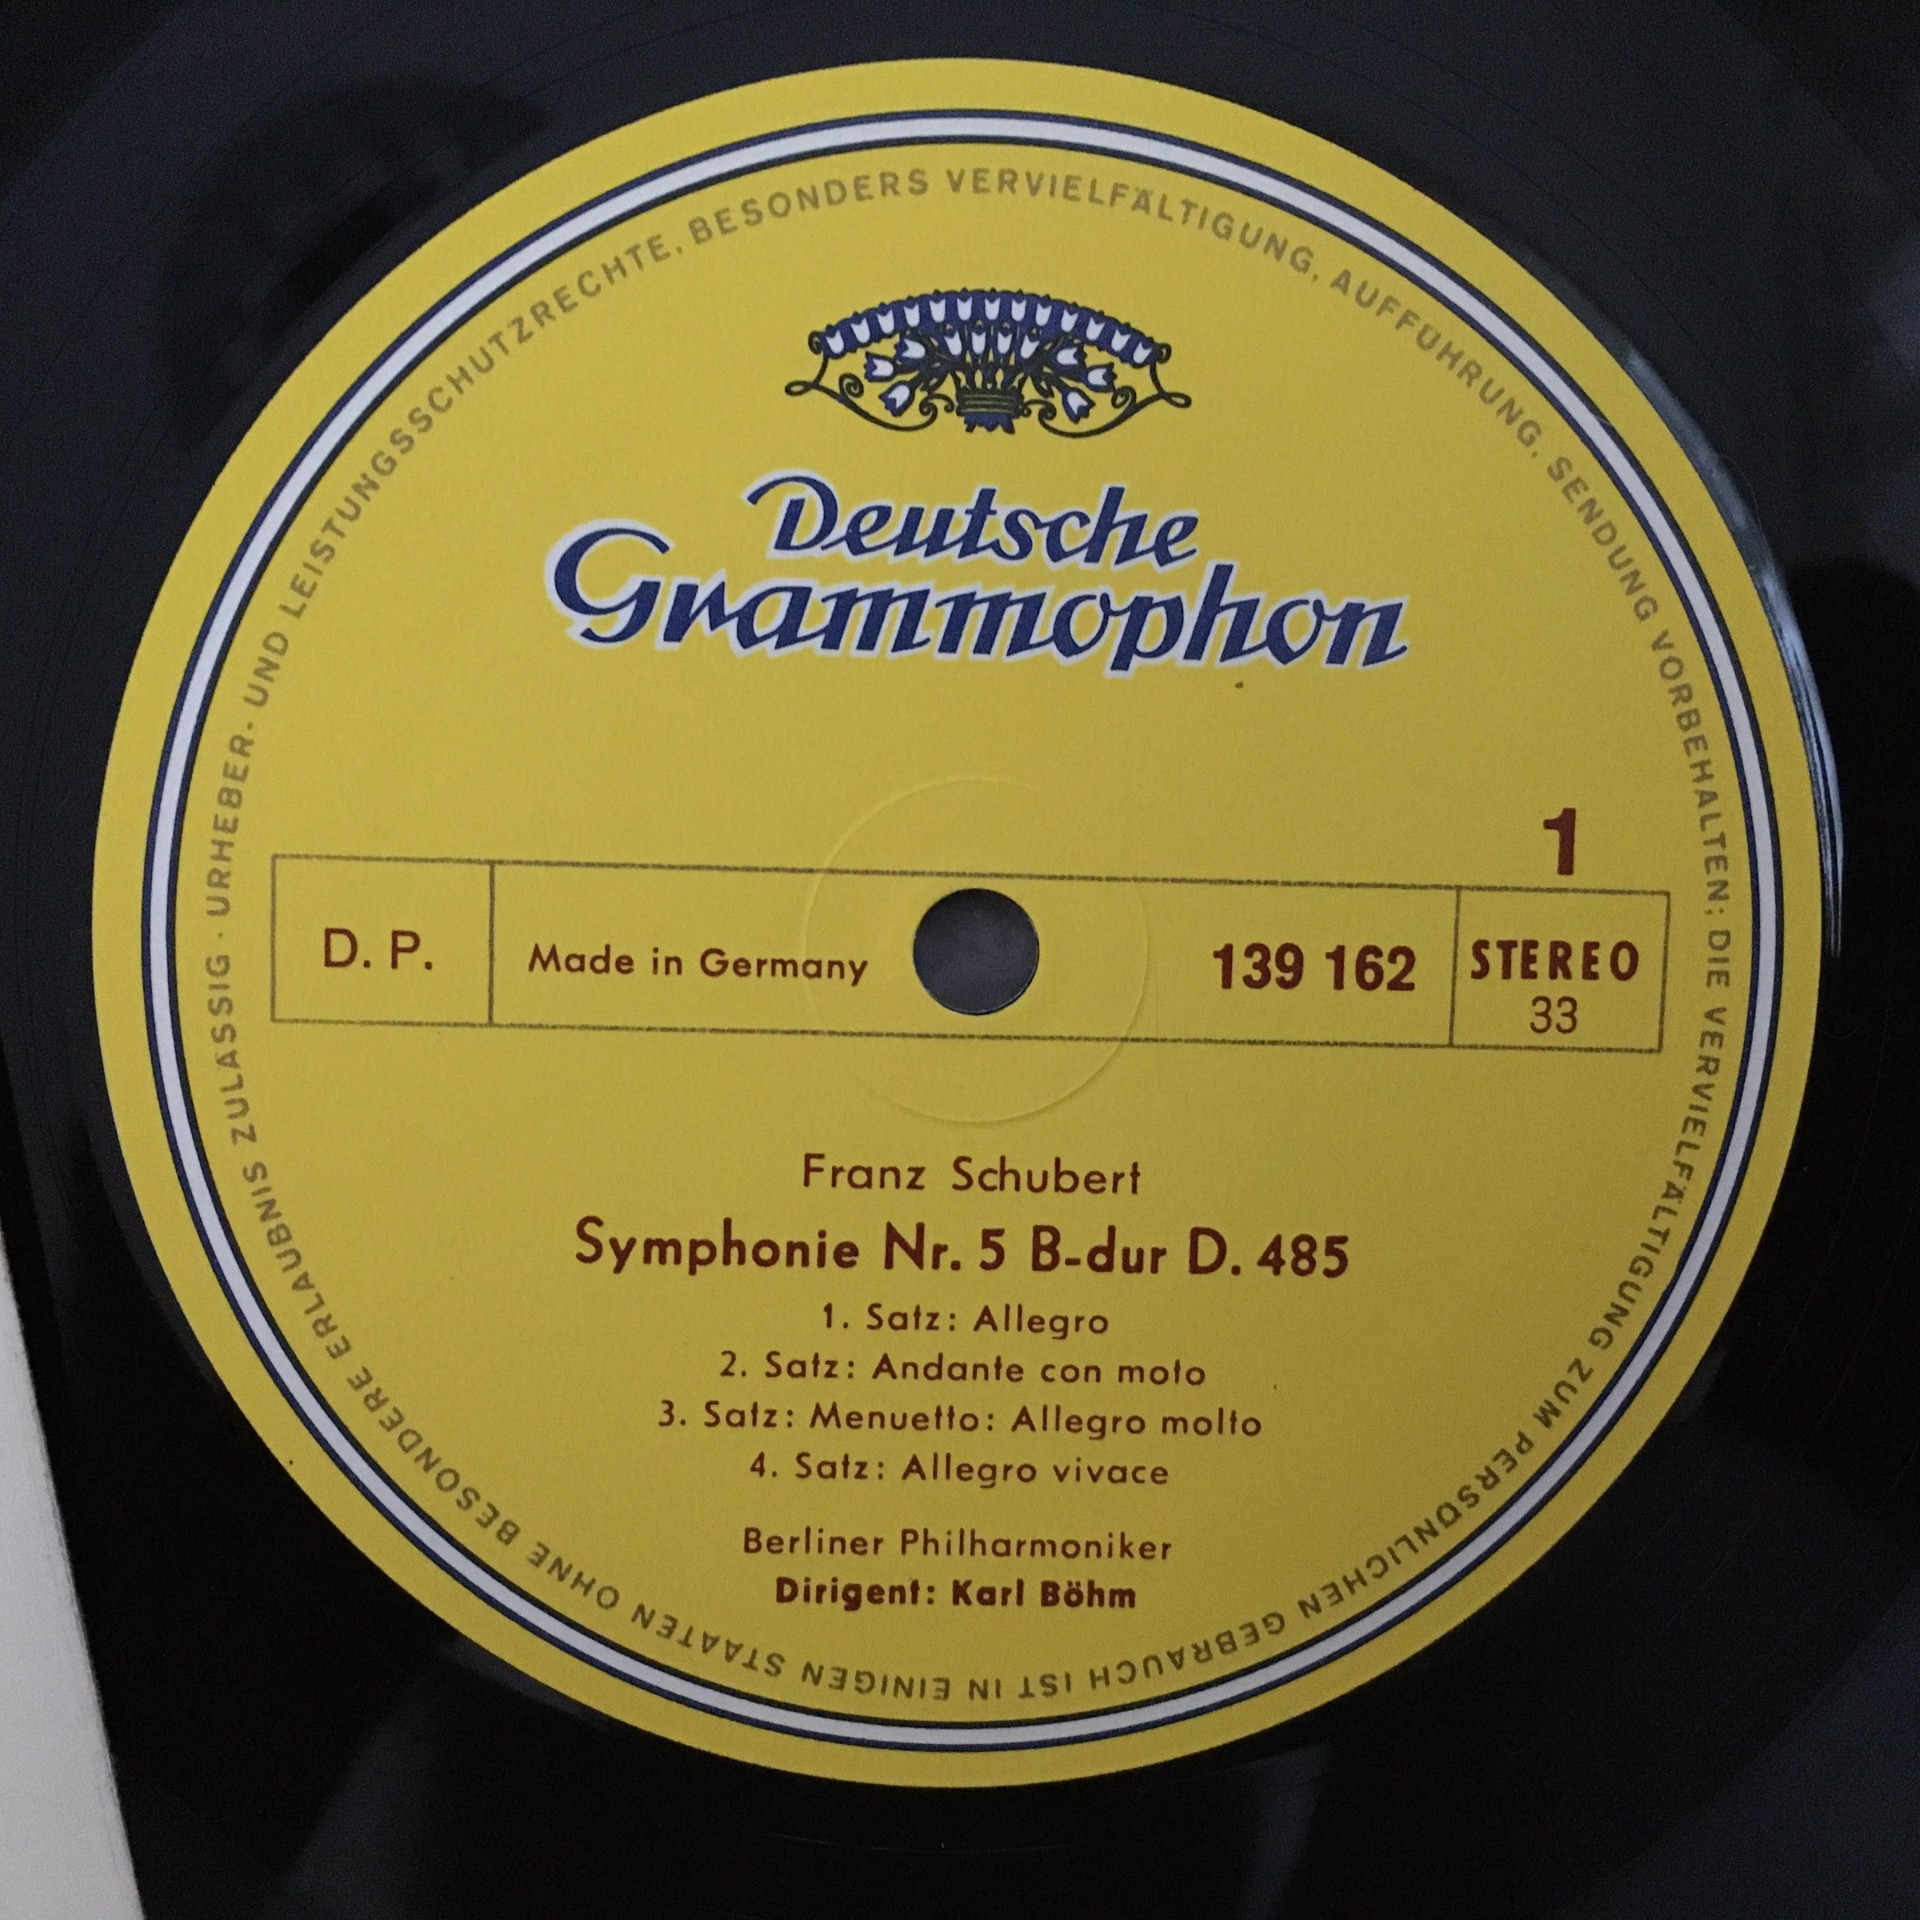 URHEBER- UND LEISTUNGSSCHUTZRECHTE, BESONDERS VERVIELFÄLTIGUNG, AUFFÜHRUNG, SENDUNG VORBEHALTEN; DIE VERVIELFÄLTIGUNG ZUM PERSÖNLICHEN GEBRAUCH IST IN EINIGEN STAATEN OHNE BESONDERE ERLAUBNIS ZULÄSSIG ·
Deutsche
Grammophon
1
D. P. Made in Germany 139 162 STEREO
33
Franz Schubert
Symphonie Nr. 5 B-dur D. 485
1. Satz: Allegro
2. Satz: Andante con moto
3. Satz: Menuetto: Allegro molto
4. Satz: Allegro vivace
Berliner Philharmoniker
Dirigent: Karl Böhm